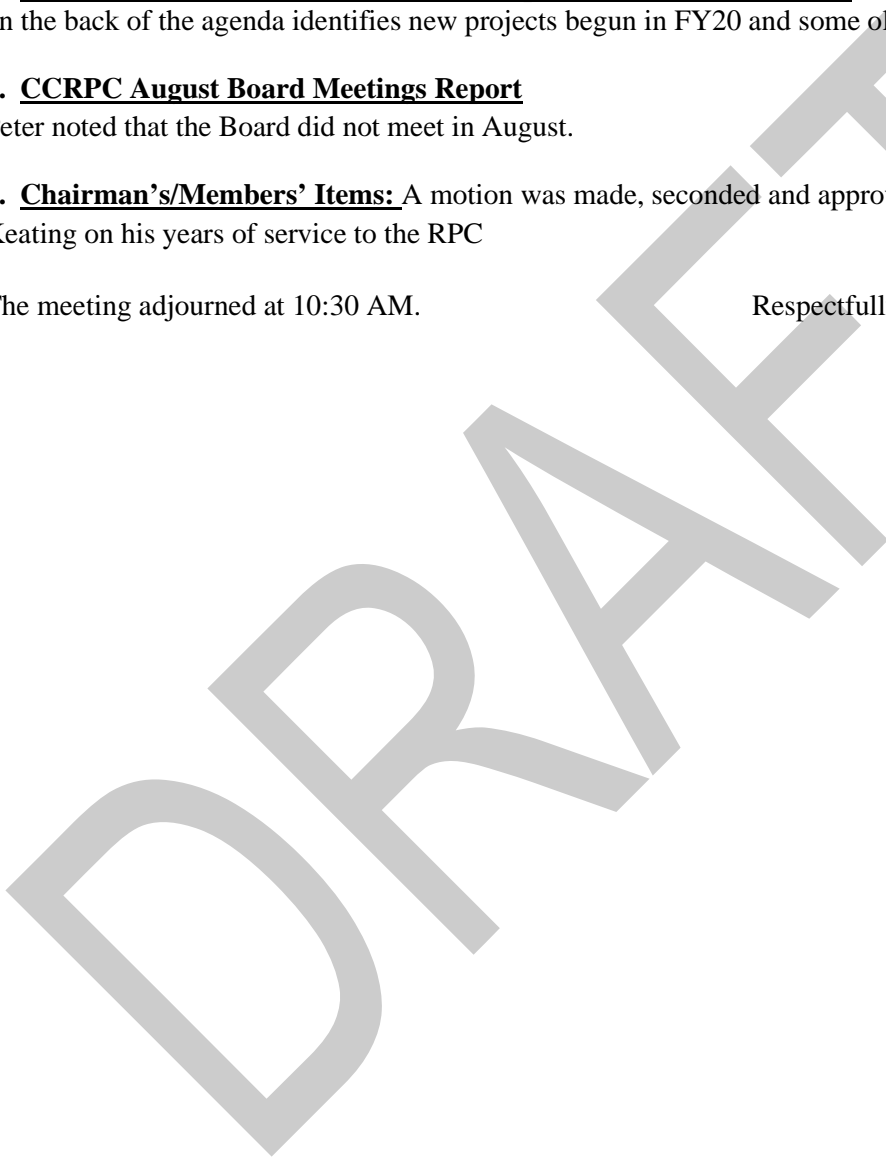 n the back of the agenda identifies new projects begun in FY20 and some of
. CCRPC August Board Meetings Report
eter noted that the Board did not meet in August.
. Chairman’s/Members’ Items: A motion was made, seconded and approv
Keating on his years of service to the RPC
The meeting adjourned at 10:30 AM. Respectfull
DRAFT